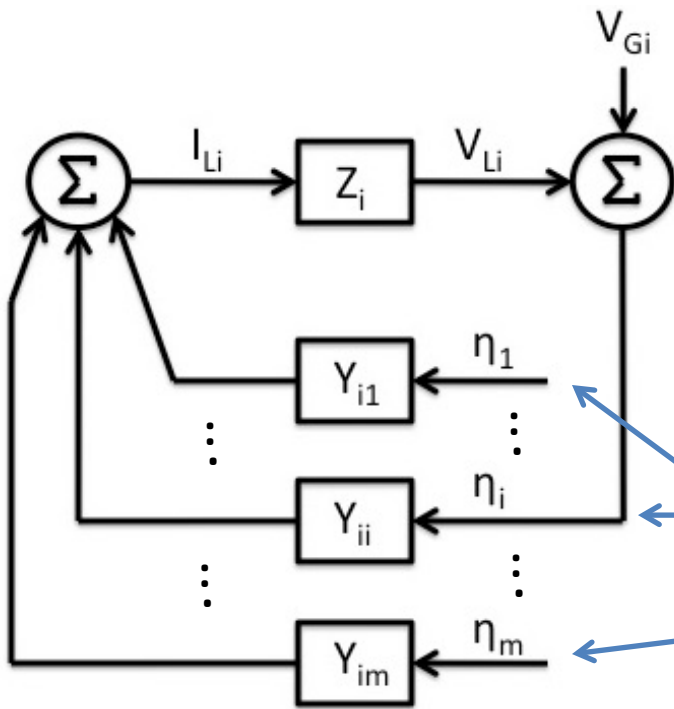 V_Gi
Σ I_Li Z_i V_Li Σ
Y_i1 η_1
⋮ ⋮
Y_ii η_i
⋮ ⋮
Y_im η_m